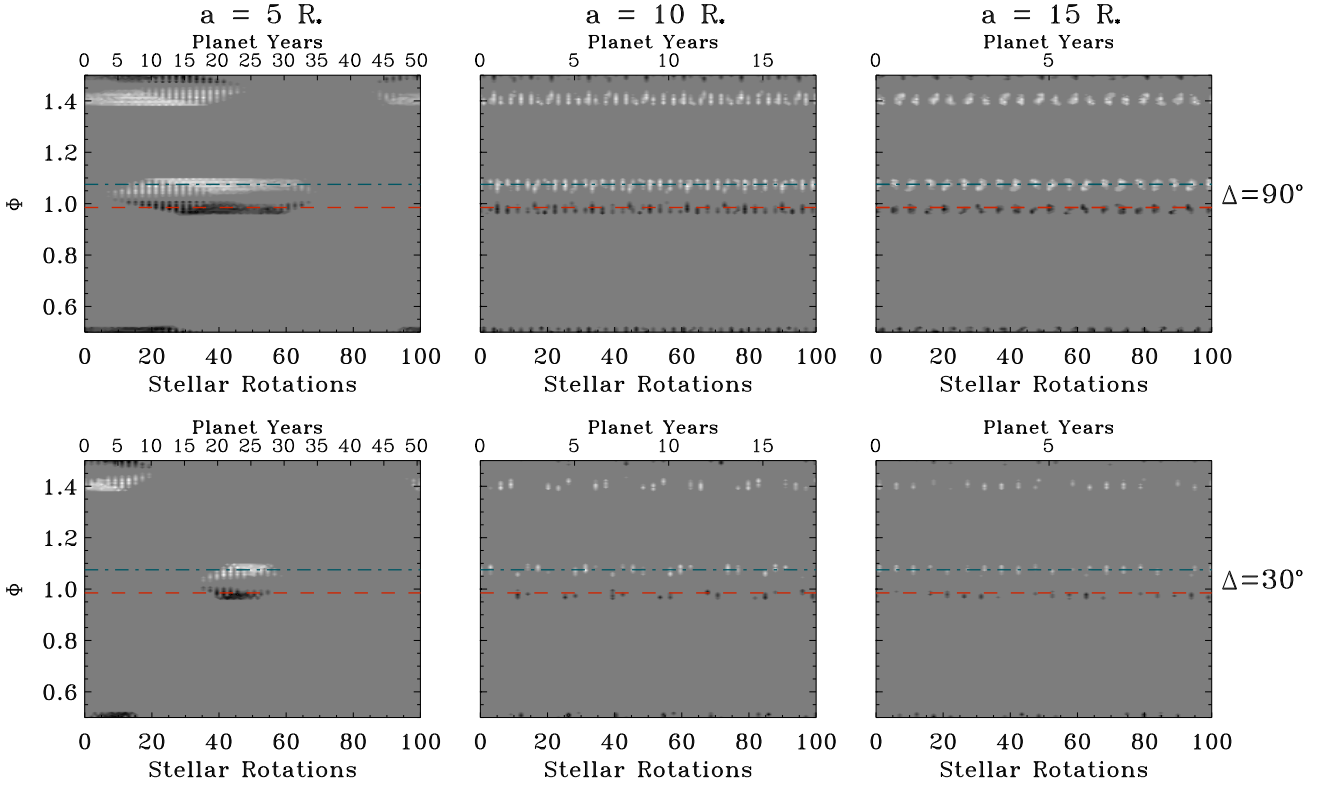 a = 5 R* a = 10 R* a = 15 R*
Planet Years Planet Years Planet Years
0 5 10 15 20 25 30 35 40 45 50 0 5 10 15 0 5
1.4
1.2
1.0
0.8
0.6
Φ
Δ=90°
0 20 40 60 80 100 0 20 40 60 80 100 0 20 40 60 80 100
Stellar Rotations Stellar Rotations Stellar Rotations
Planet Years Planet Years Planet Years
0 5 10 15 20 25 30 35 40 45 50 0 5 10 15 0 5
1.4
1.2
1.0
0.8
0.6
Φ
Δ=30°
0 20 40 60 80 100 0 20 40 60 80 100 0 20 40 60 80 100
Stellar Rotations Stellar Rotations Stellar Rotations